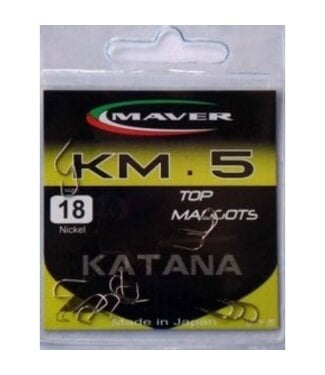 MAVER
KM . 5
18
Nickel
TOP
MAGGOTS
KATANA
Made in Japan